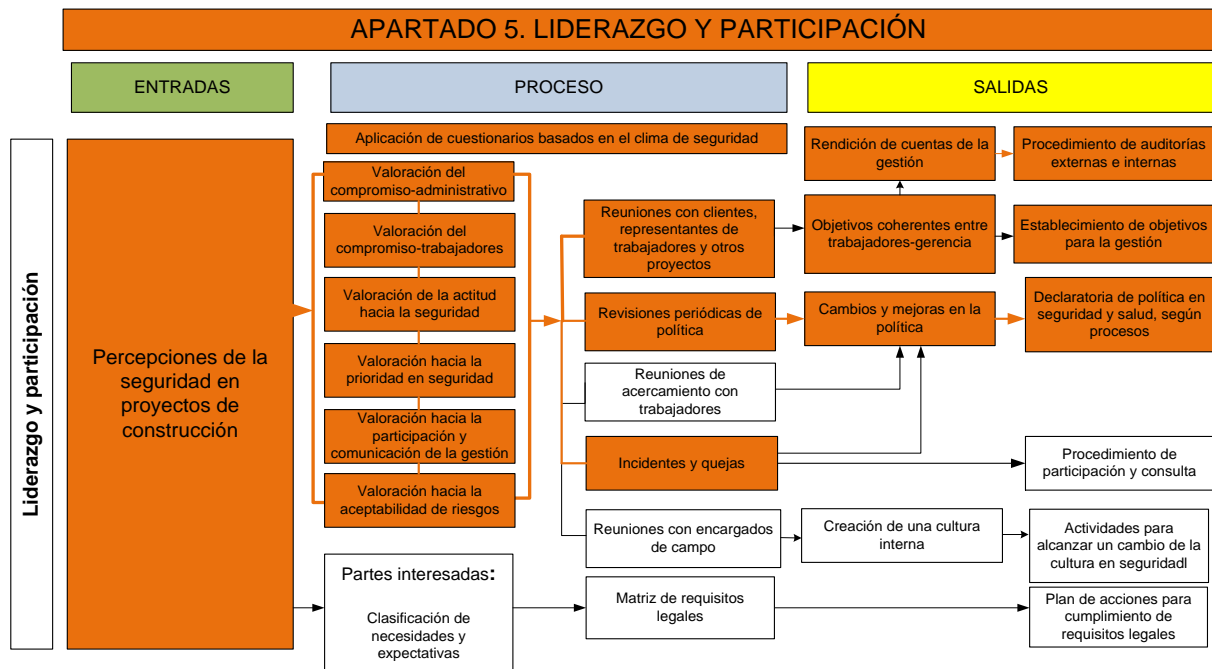 APARTADO 5. LIDERAZGO Y PARTICIPACIÓN
ENTRADAS
PROCESO
SALIDAS
Liderazgo y participación
Percepciones de la
seguridad en
proyectos de
construcción
Aplicación de cuestionarios basados en el clima de seguridad
Valoración del
compromiso-administrativo
Valoración del
compromiso-trabajadores
Valoración de la actitud
hacia la seguridad
Valoración hacia la
prioridad en seguridad
Valoración hacia la
participación y
comunicación de la gestión
Valoración hacia la
aceptabilidad de riesgos
Partes interesadas:
Clasificación de
necesidades y
expectativas
Reuniones con clientes,
representantes de
trabajadores y otros
proyectos
Revisiones periódicas de
política
Reuniones de
acercamiento con
trabajadores
Incidentes y quejas
Reuniones con encargados
de campo
Matriz de requisitos
legales
Rendición de cuentas de la
gestión
Objetivos coherentes entre
trabajadores-gerencia
Cambios y mejoras en la
política
Creación de una cultura
interna
Procedimiento de auditorías
externas e internas
Establecimiento de objetivos
para la gestión
Declaratoria de política en
seguridad y salud, según
procesos
Procedimiento de
participación y consulta
Actividades para
alcanzar un cambio de la
cultura en seguridadl
Plan de acciones para
cumplimiento de
requisitos legales